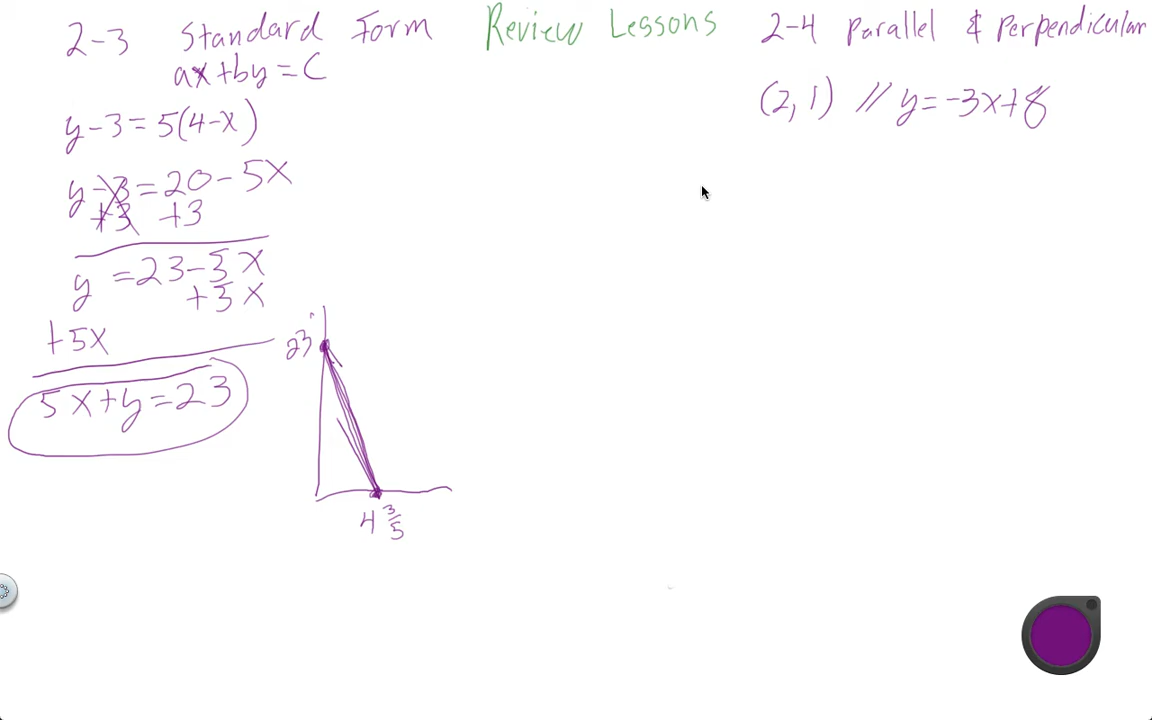 2-3 Standard Form
ax+by=C
y-3=5(4-x)
y-3=20-5x
+3 +3
y =23-5x
+5x
+5x
5x+y=23
23
4 3/5
Review Lessons
2-4 Parallel & Perpendicular
(2,1) // y=-3x+8